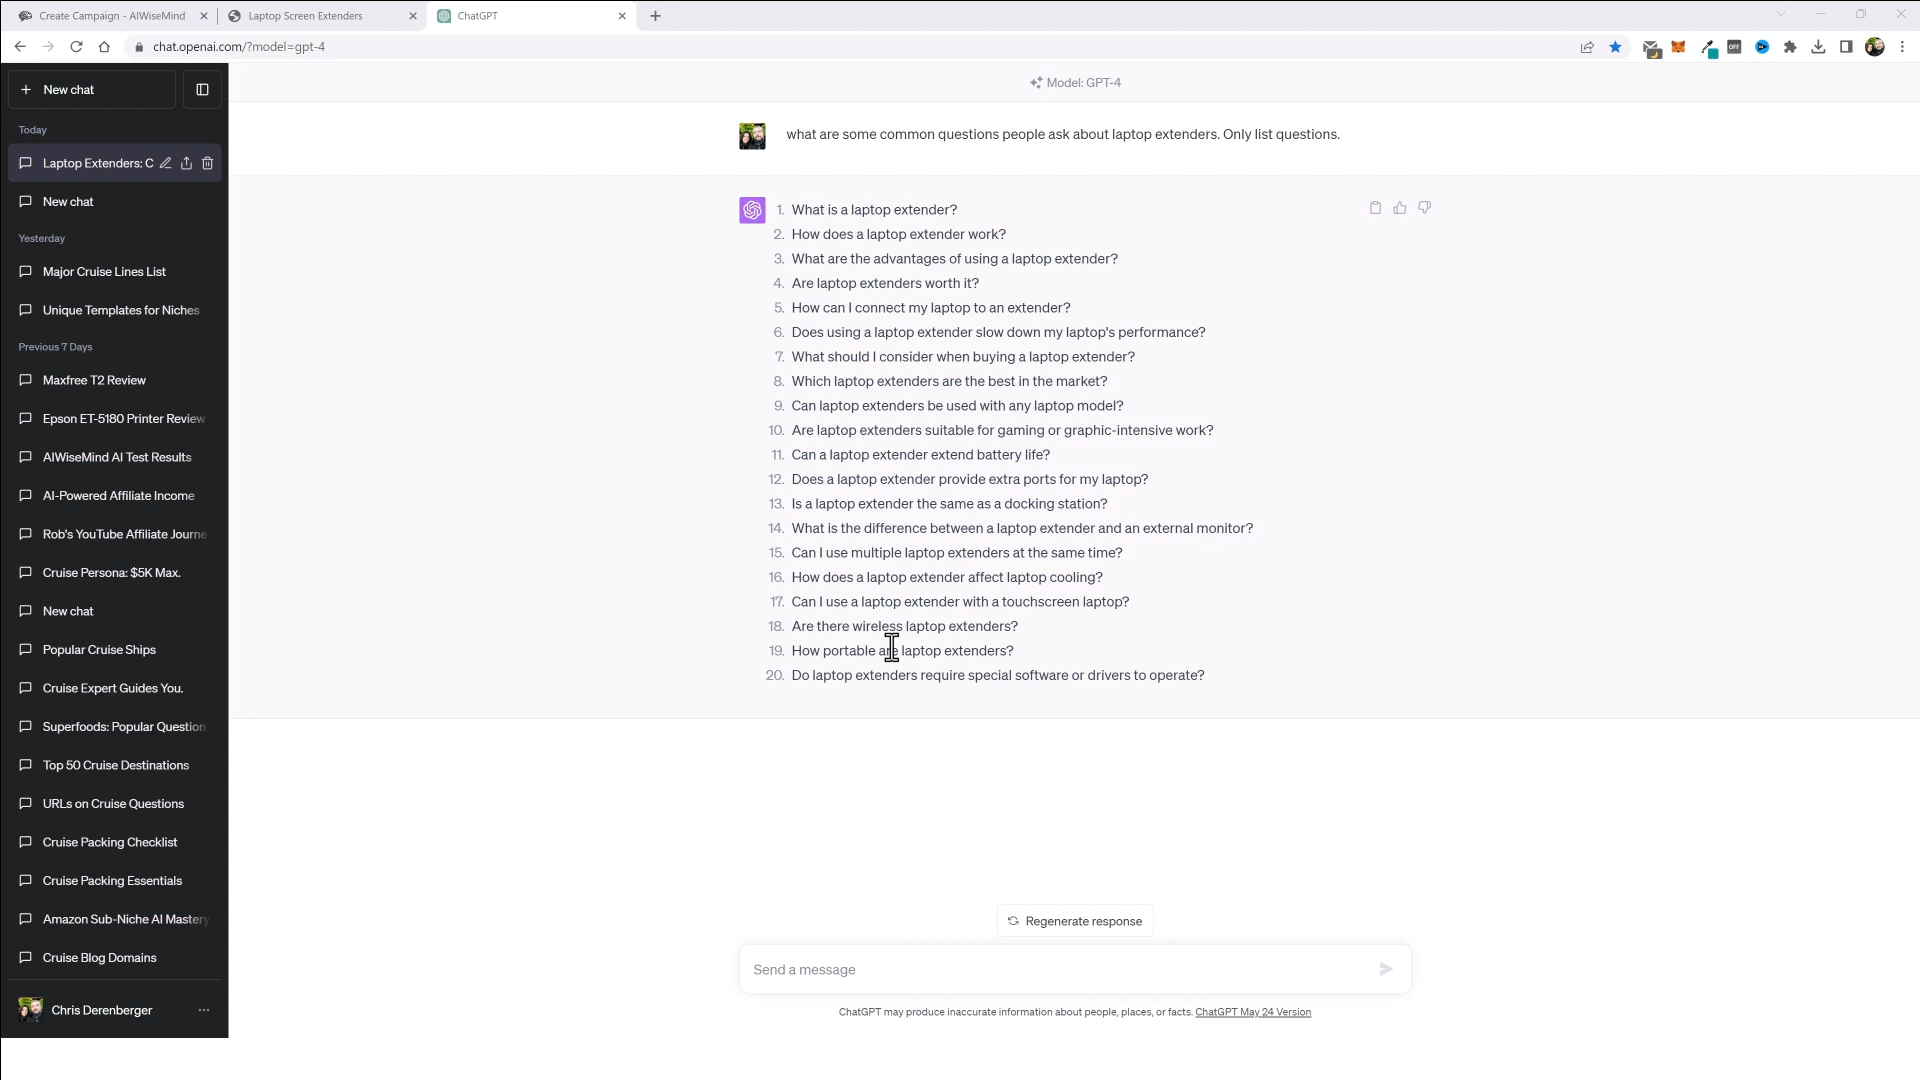 Create Campaign - AIWiseMind
Laptop Screen Extenders
ChatGPT
chat.openai.com/?model=gpt-4
OFF
New chat
Today
Laptop Extenders: C
New chat
Yesterday
Major Cruise Lines List
Unique Templates for Niches
Previous 7 Days
Maxfree T2 Review
Epson ET-5180 Printer Review
AIWiseMind AI Test Results
AI-Powered Affiliate Income
Rob's YouTube Affiliate Journe
Cruise Persona: $5K Max.
New chat
Popular Cruise Ships
Cruise Expert Guides You.
Superfoods: Popular Question
Top 50 Cruise Destinations
URLs on Cruise Questions
Cruise Packing Checklist
Cruise Packing Essentials
Amazon Sub-Niche AI Mastery
Cruise Blog Domains
Chris Derenberger
Model: GPT-4
what are some common questions people ask about laptop extenders. Only list questions.
1. What is a laptop extender?
2. How does a laptop extender work?
3. What are the advantages of using a laptop extender?
4. Are laptop extenders worth it?
5. How can I connect my laptop to an extender?
6. Does using a laptop extender slow down my laptop's performance?
7. What should I consider when buying a laptop extender?
8. Which laptop extenders are the best in the market?
9. Can laptop extenders be used with any laptop model?
10. Are laptop extenders suitable for gaming or graphic-intensive work?
11. Can a laptop extender extend battery life?
12. Does a laptop extender provide extra ports for my laptop?
13. Is a laptop extender the same as a docking station?
14. What is the difference between a laptop extender and an external monitor?
15. Can I use multiple laptop extenders at the same time?
16. How does a laptop extender affect laptop cooling?
17. Can I use a laptop extender with a touchscreen laptop?
18. Are there wireless laptop extenders?
19. How portable are laptop extenders?
20. Do laptop extenders require special software or drivers to operate?
Regenerate response
Send a message
ChatGPT may produce inaccurate information about people, places, or facts. ChatGPT May 24 Version